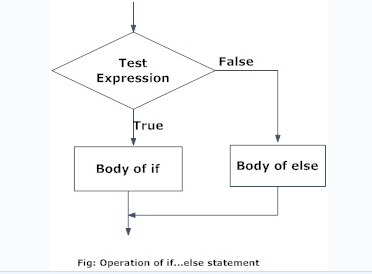 Test
Expression
False
True
Body of if
Body of else
Fig: Operation of if...else statement